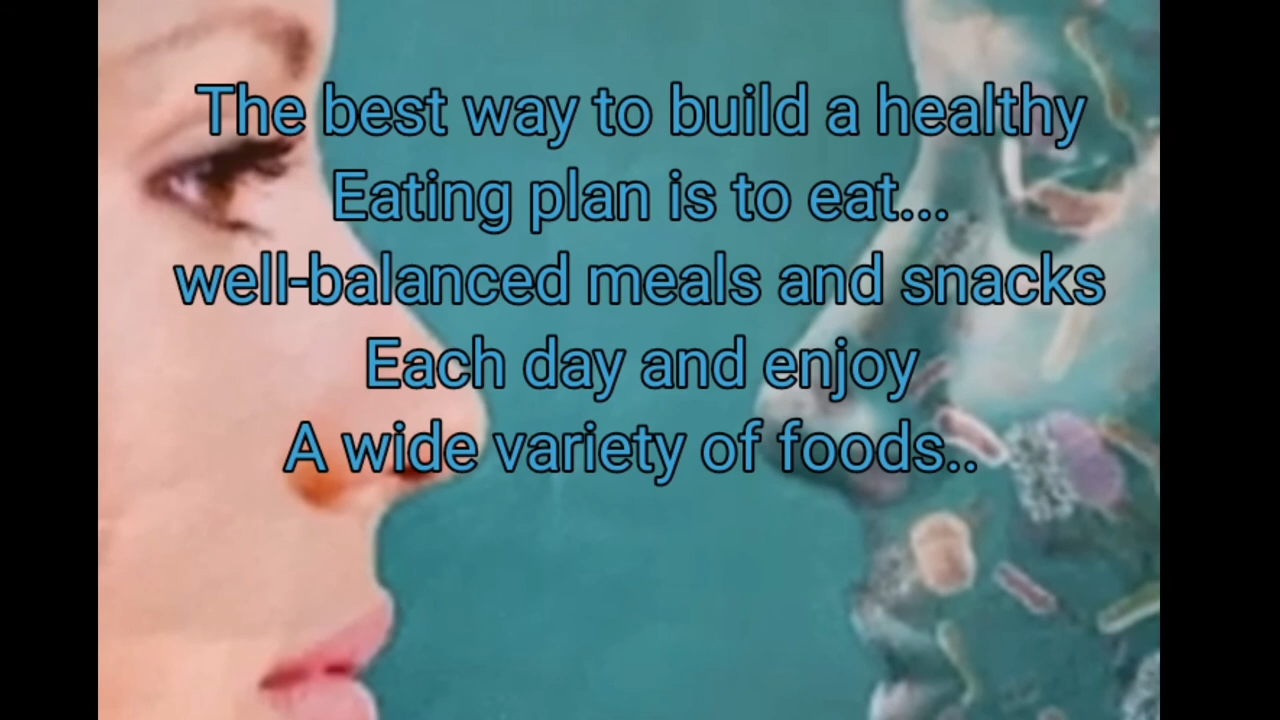 The best way to build a healthy
Eating plan is to eat...
well-balanced meals and snacks
Each day and enjoy
A wide variety of foods..